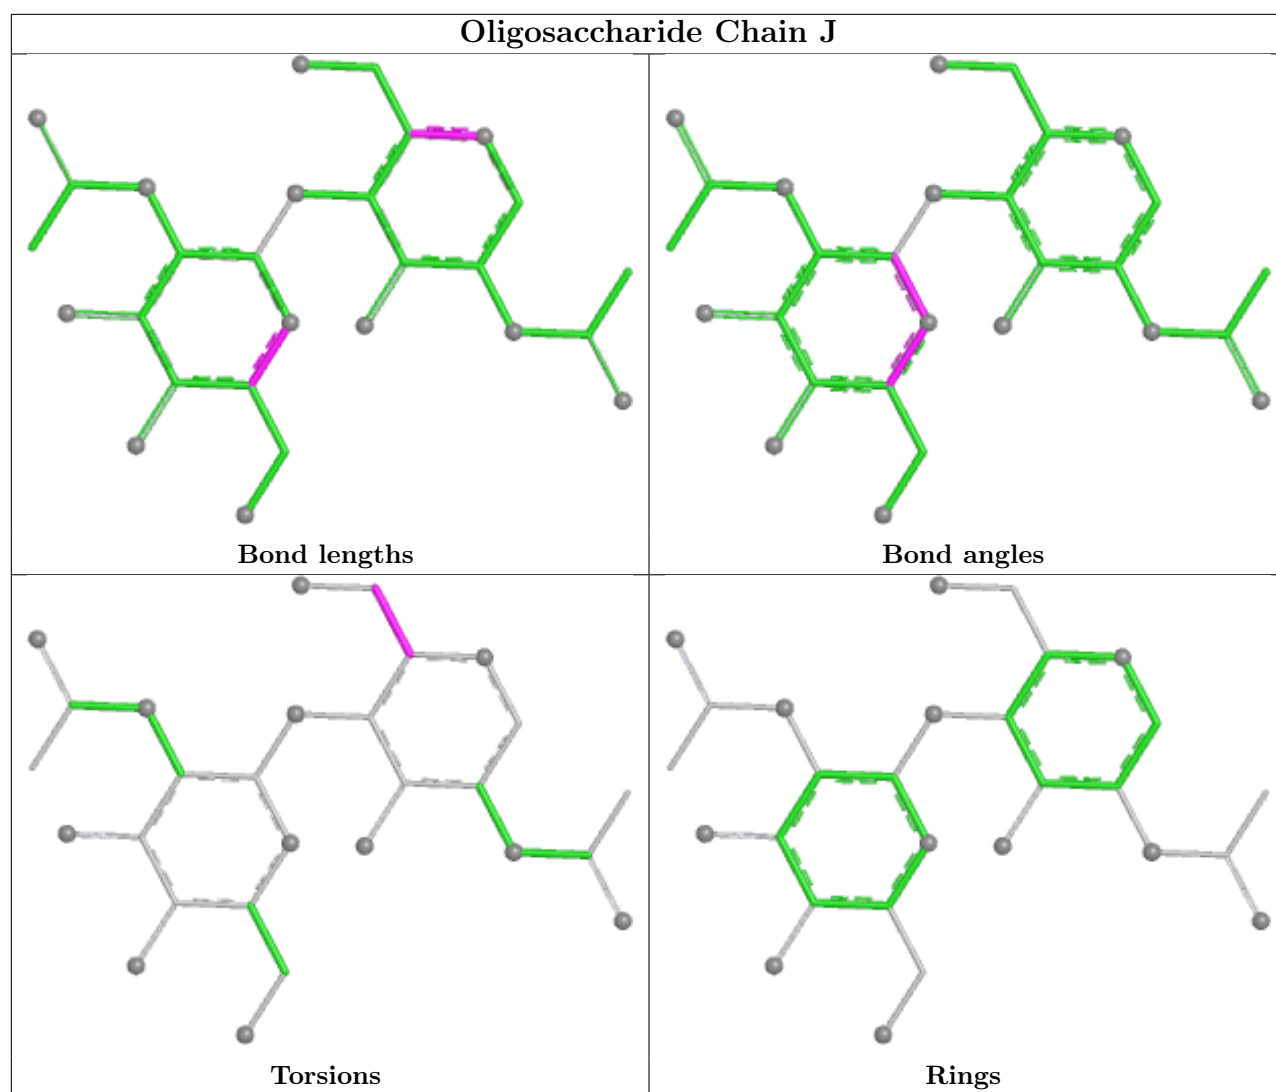 Oligosaccharide Chain J
Bond lengths
Bond angles
Torsions
Rings